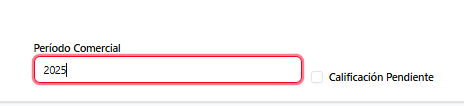 Período Comercial
2025
Calificación Pendiente